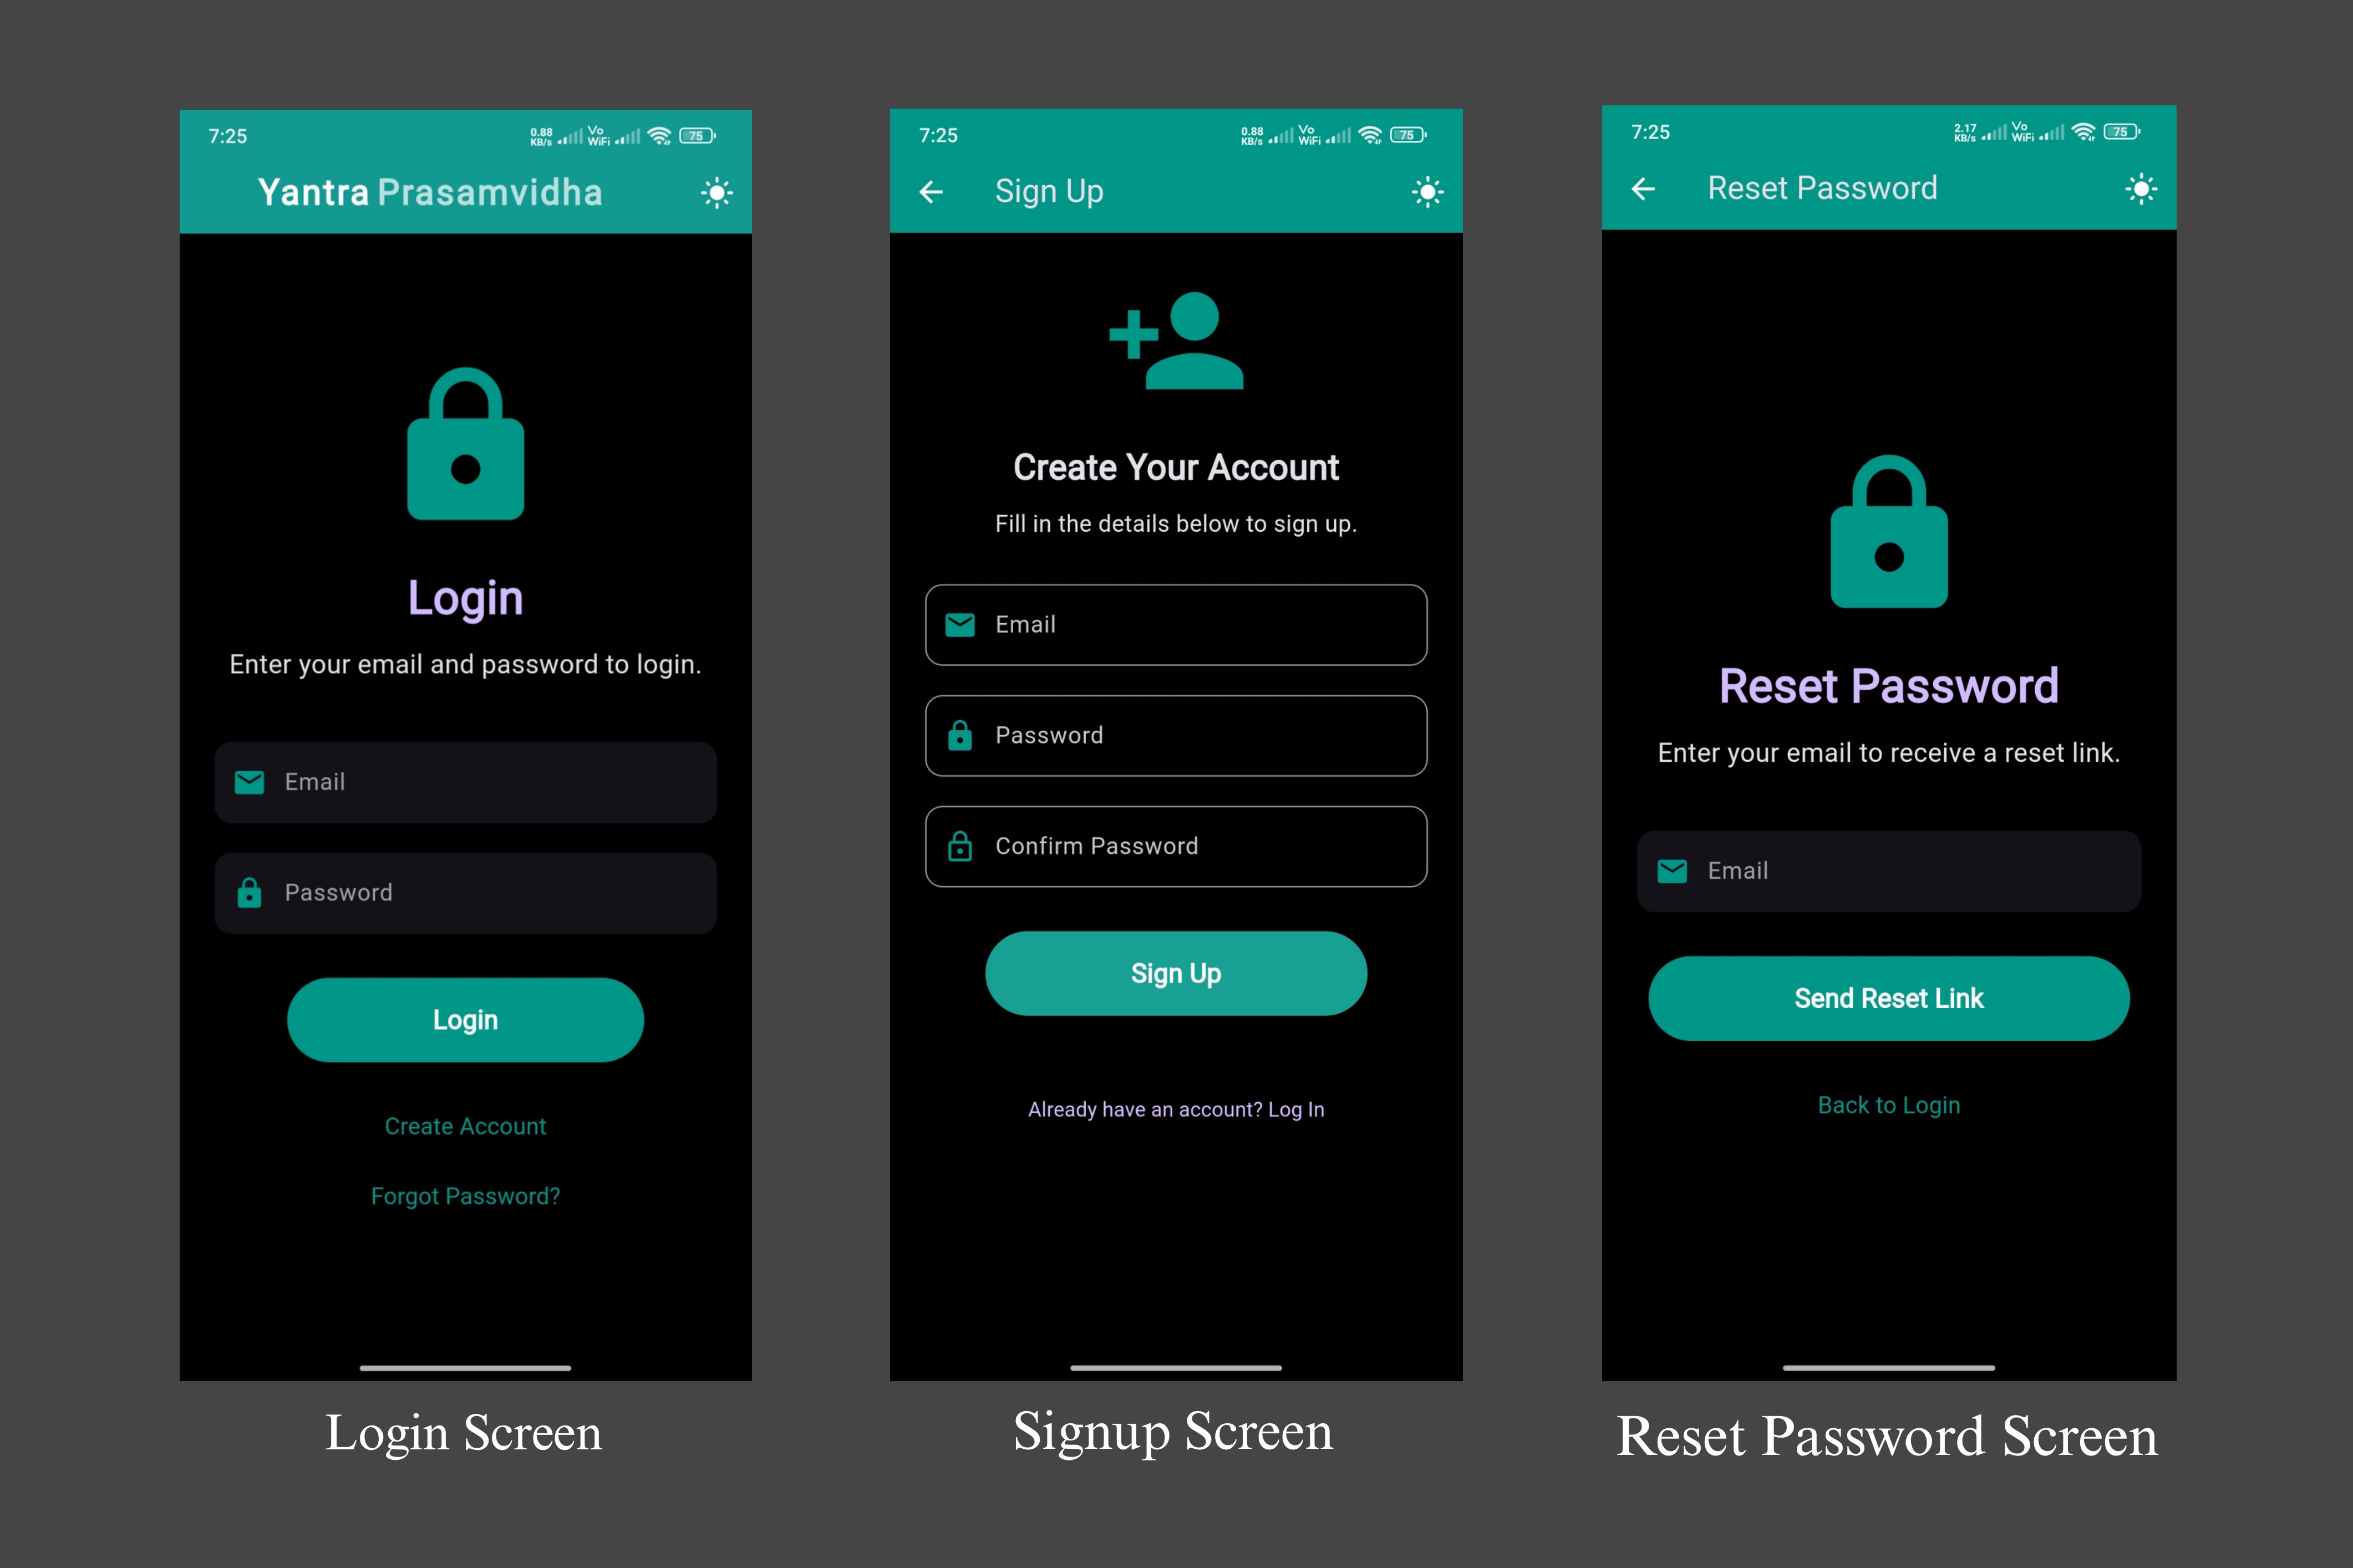 7:25
0.88 KB/s Vo WiFi 75
Yantra Prasamvidha
Login
Enter your email and password to login.
Email
Password
Login
Create Account
Forgot Password?
Login Screen
7:25
0.88 KB/s Vo WiFi 75
Sign Up
Create Your Account
Fill in the details below to sign up.
Email
Password
Confirm Password
Sign Up
Already have an account? Log In
Signup Screen
7:25
2.17 KB/s Vo WiFi 75
Reset Password
Reset Password
Enter your email to receive a reset link.
Email
Send Reset Link
Back to Login
Reset Password Screen